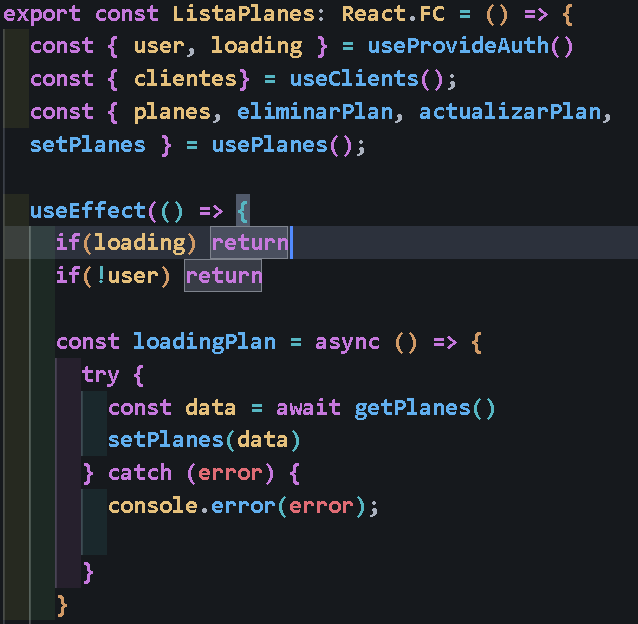 export const ListaPlanes: React.FC = () => {
const { user, loading } = useProvideAuth()
const { clientes} = useClients();
const { planes, eliminarPlan, actualizarPlan,
setPlanes } = usePlanes();
useEffect(() => {
if(loading) return
if(!user) return
const loadingPlan = async () => {
try {
const data = await getPlanes()
setPlanes(data)
} catch (error) {
console.error(error);
}
}